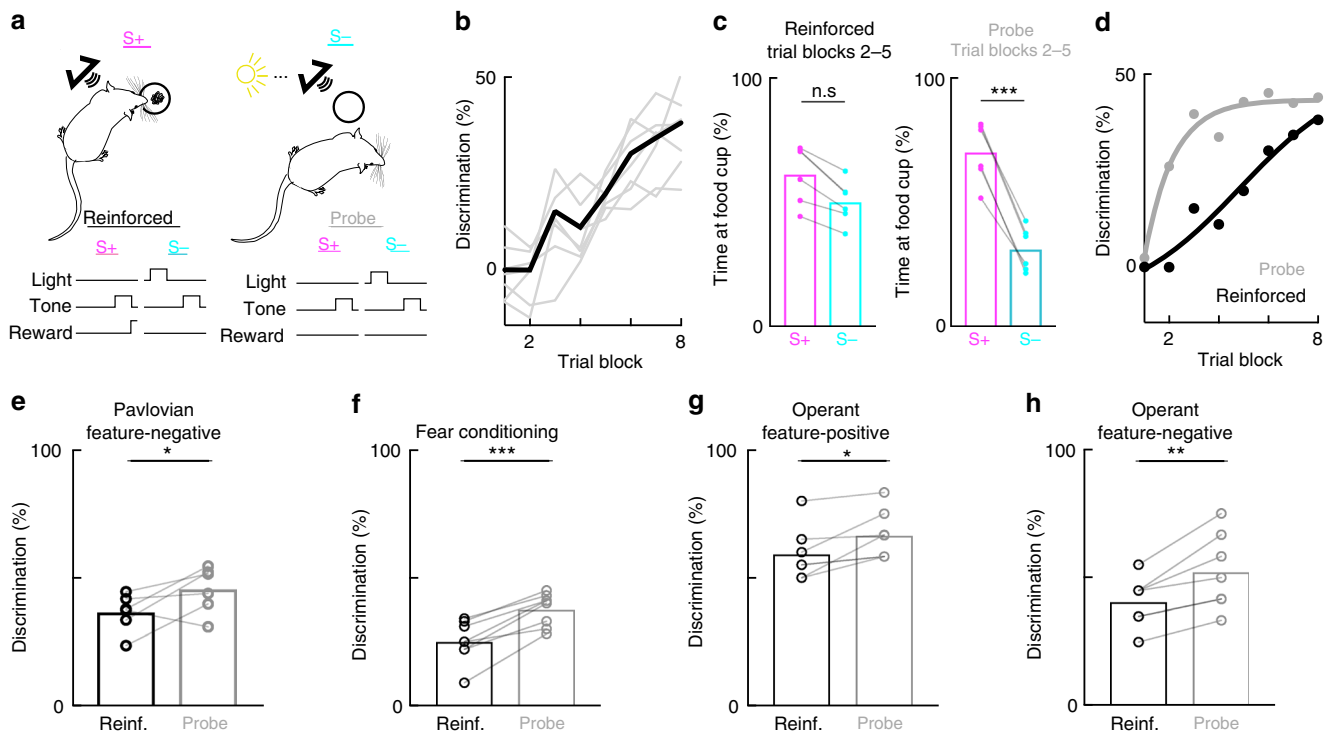 a
S+
S−
...
Reinforced
S+ S−
Light
Tone
Reward
Probe
S+ S−
Light
Tone
Reward
b
Discrimination (%)
50
0
2 8
Trial block
c
Reinforced
trial blocks 2–5
Time at food cup (%)
100
n.s
0
S+ S−
Probe
Trial blocks 2–5
Time at food cup (%)
100
***
0
S+ S−
d
Discrimination (%)
50
0
Probe
Reinforced
2 8
Trial block
e
Pavlovian
feature-negative
100
*
Discrimination (%)
0
Reinf. Probe
f
Fear conditioning
100
***
Discrimination (%)
0
Reinf. Probe
g
Operant
feature-positive
100
*
Discrimination (%)
0
Reinf. Probe
h
Operant
feature-negative
100
**
Discrimination (%)
0
Reinf. Probe